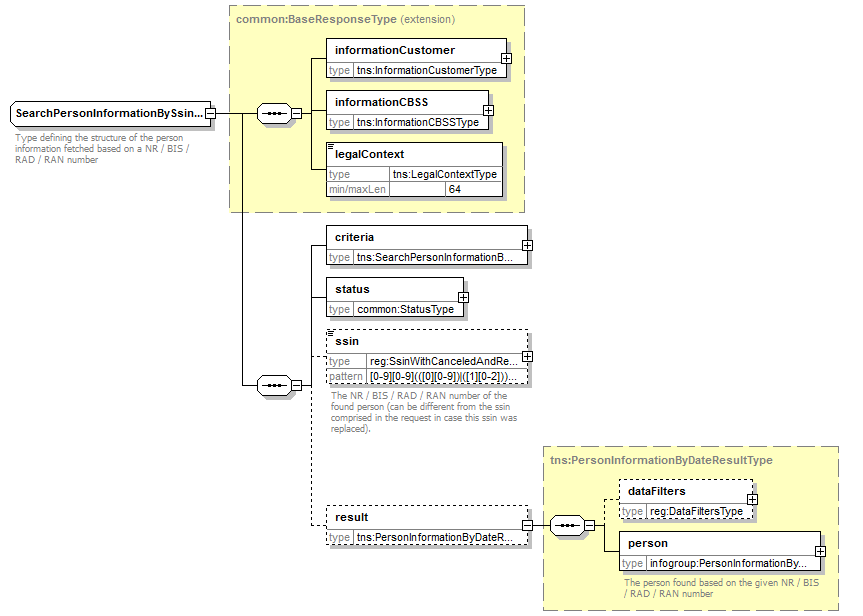 common:BaseResponseType (extension)
informationCustomer
type tns:InformationCustomerType
informationCBSS
type tns:InformationCBSSType
legalContext
type tns:LegalContextType
min/maxLen 64
SearchPersonInformationBySsin...
Type defining the structure of the person
information fetched based on a NR / BIS /
RAD / RAN number
criteria
type tns:SearchPersonInformationB...
status
type common:StatusType
ssin
type reg:SsinWithCanceledAndRe...
pattern [0-9][0-9](([0][0-9])|([1][0-2]))...
The NR / BIS / RAD / RAN number of the
found person (can be different from the ssin
comprised in the request in case this ssin was
replaced).
result
type tns:PersonInformationByDateR...
tns:PersonInformationByDateResultType
dataFilters
type reg:DataFiltersType
person
type infogroup:PersonInformationBy...
The person found based on the given NR / BIS
/ RAD / RAN number